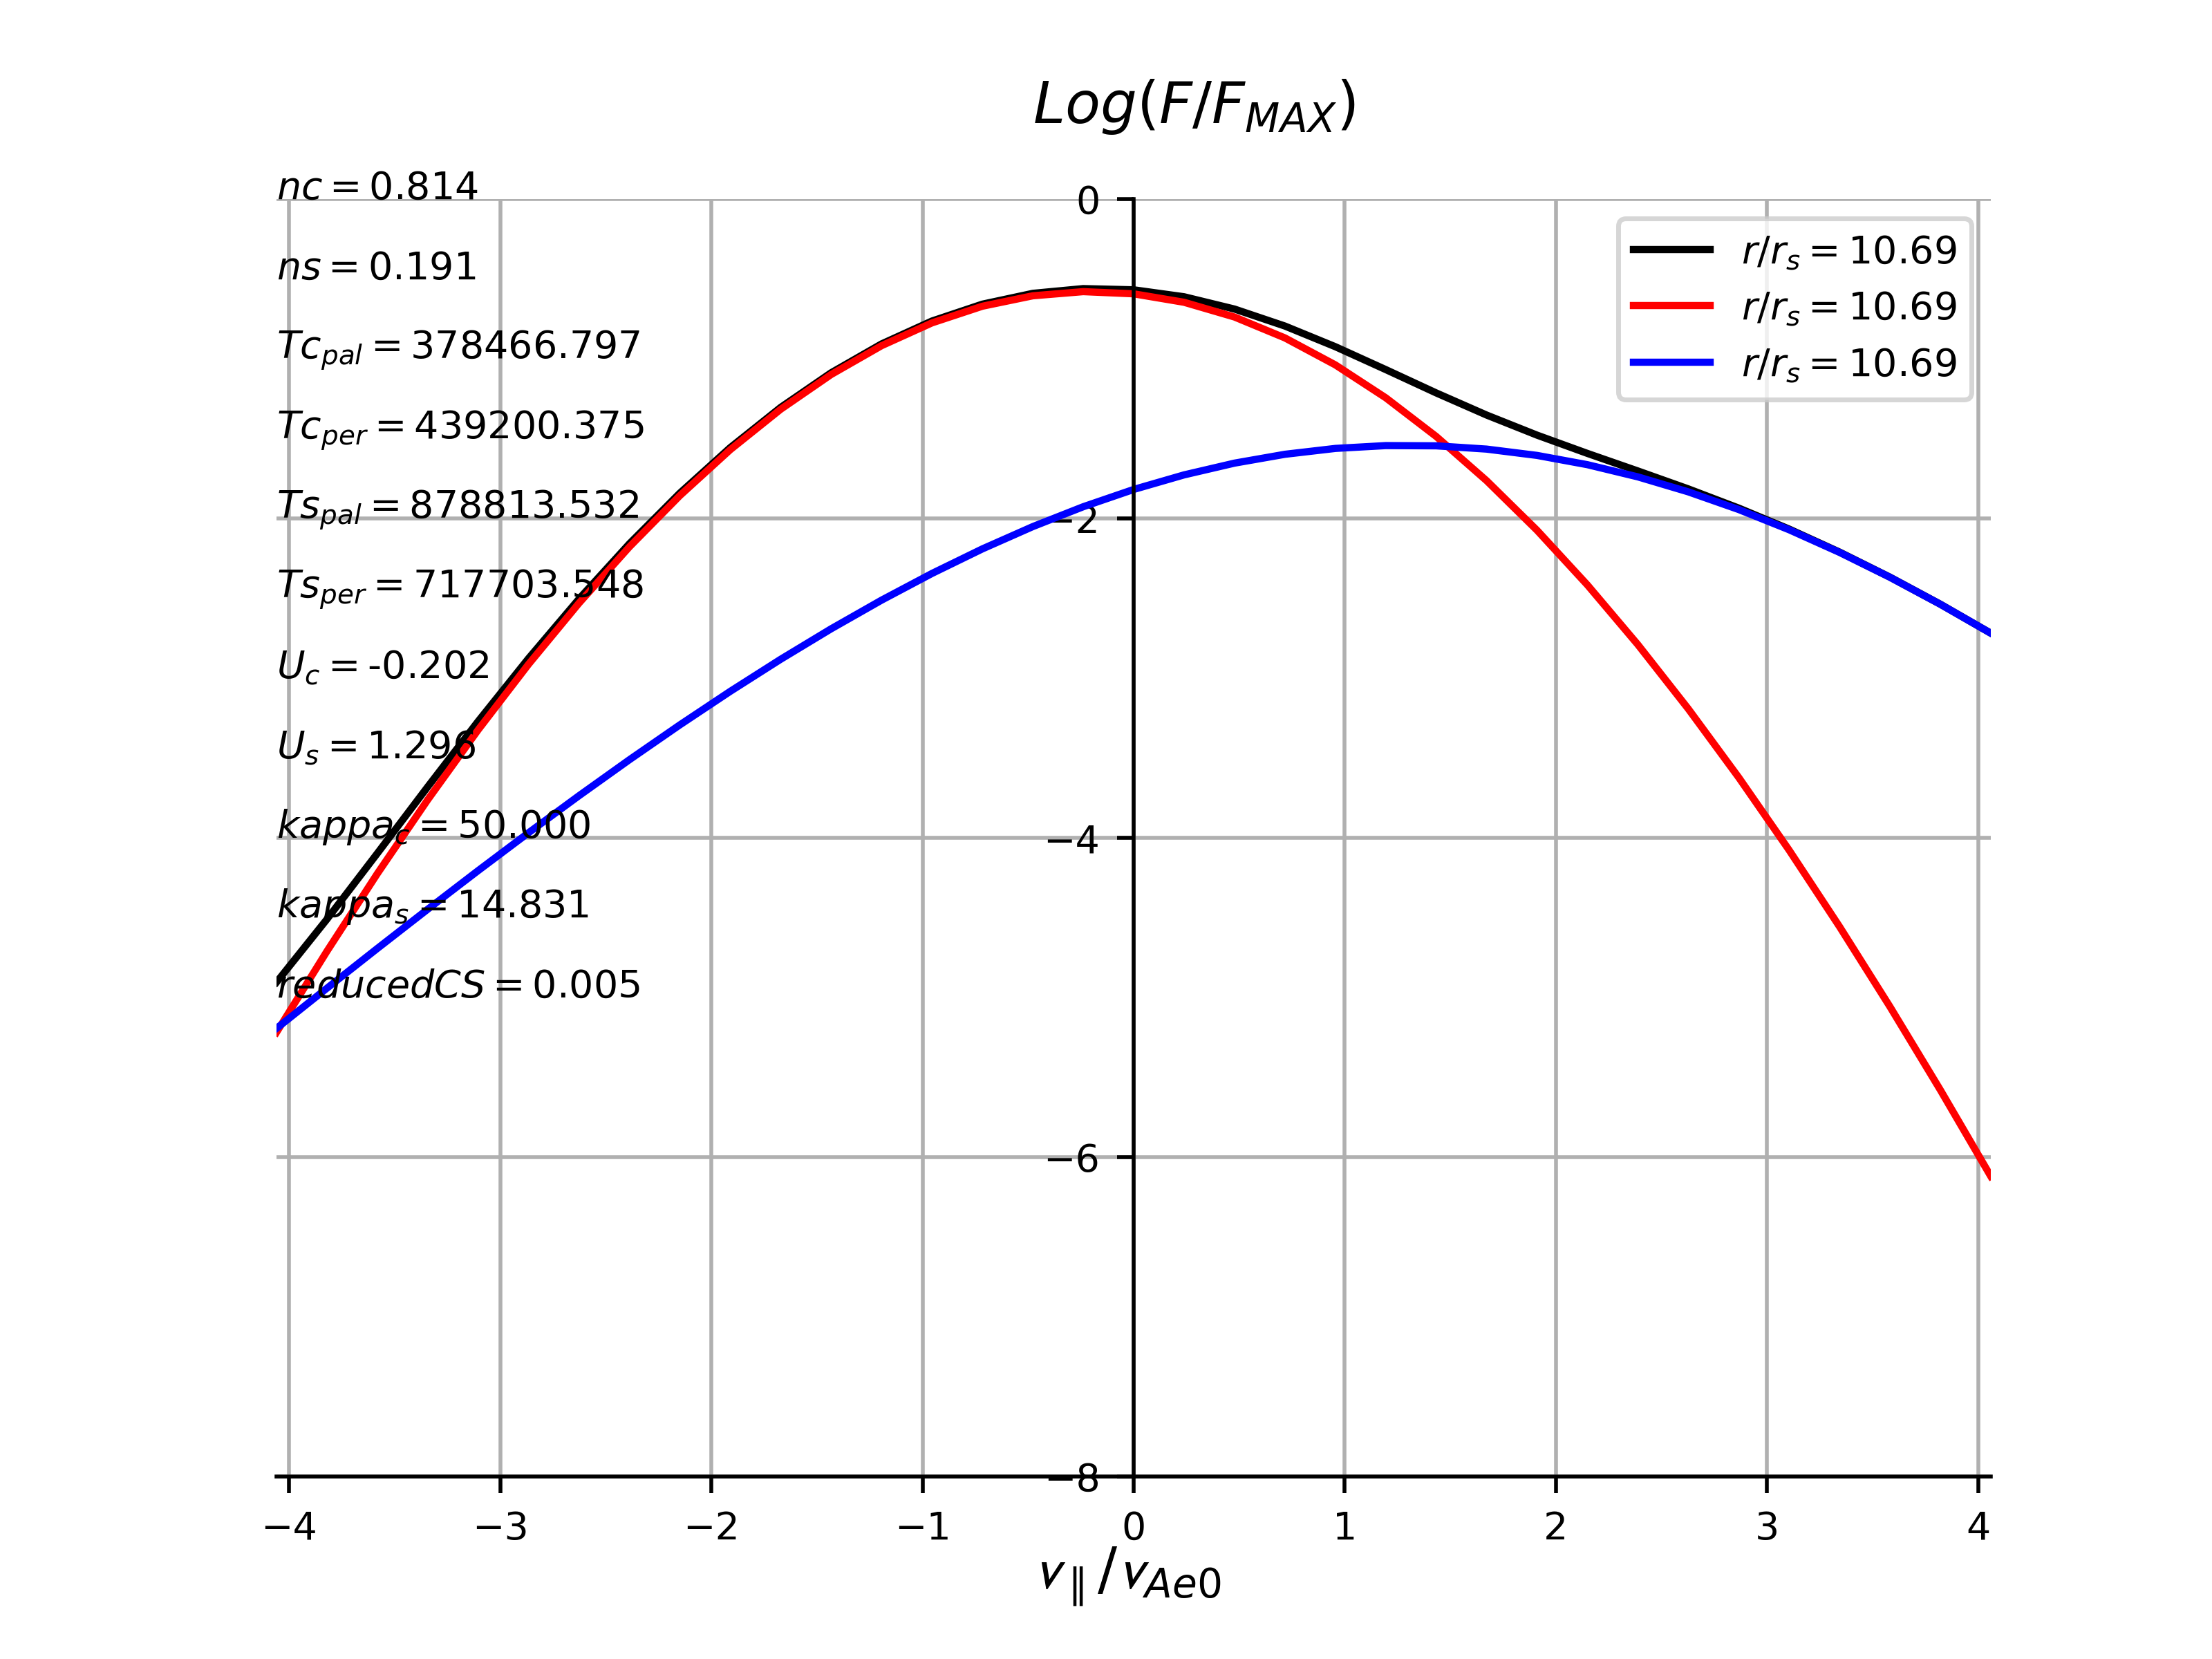 Log(F/F_MAX)
nc = 0.814
ns = 0.191
Tc_pal = 378466.797
Tc_per = 439200.375
Ts_pal = 878813.532
Ts_per = 717703.548
U_c = -0.202
U_s = 1.296
kappa_c = 50.000
kappa_s = 14.831
reducedCS = 0.005
0
−2
−4
−6
−8
r/r_s = 10.69
r/r_s = 10.69
r/r_s = 10.69
−4 −3 −2 −1 0 1 2 3 4
v_∥/v_Ae0